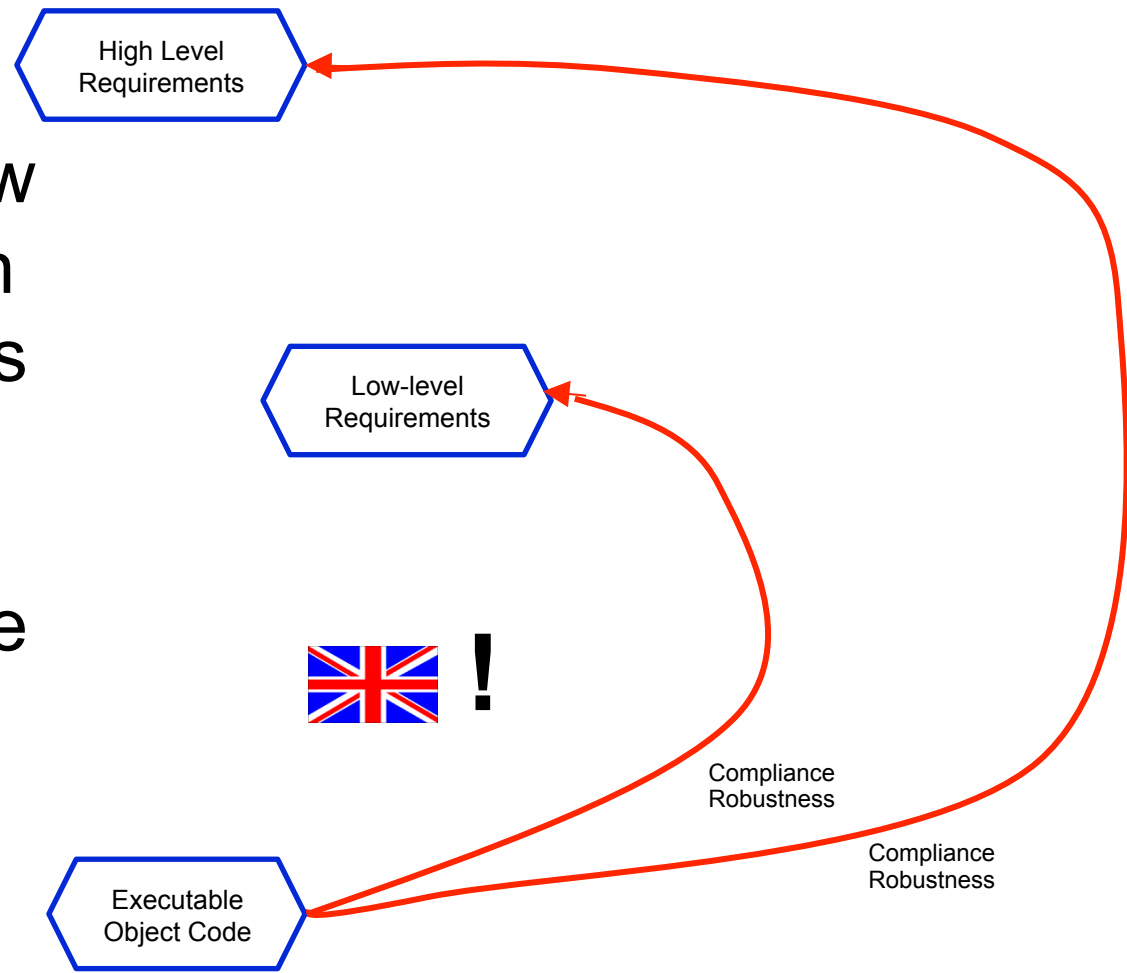 High Level
Requirements
w
n
s
Low-level
Requirements
e
!
Compliance
Robustness
Compliance
Robustness
Executable
Object Code